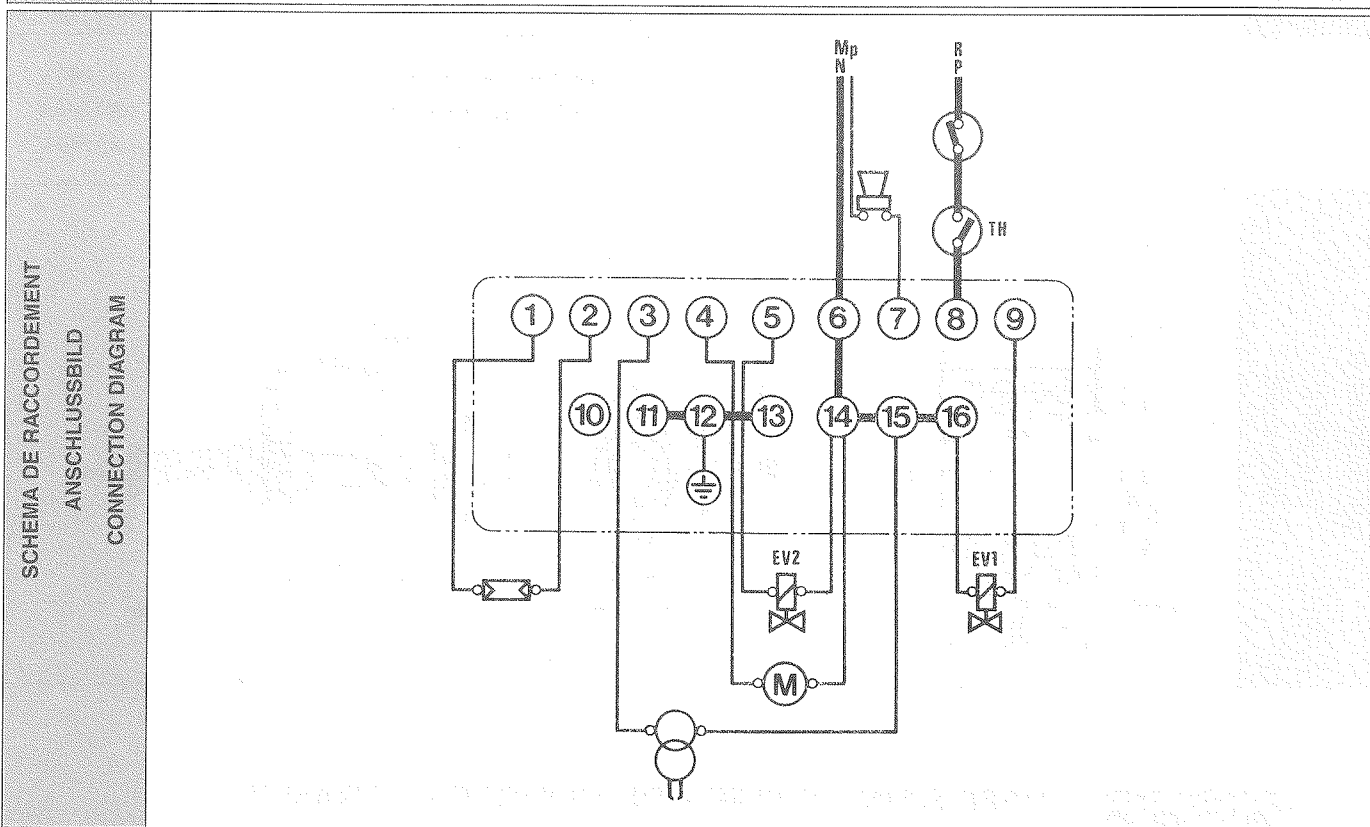 SCHEMA DE RACCORDEMENT
ANSCHLUSSBILD
CONNECTION DIAGRAM
Mp
N
R
P
TH
1 2 3 4 5 6 7 8 9
10 11 12 13 14 15 16
EV2
EV1
M